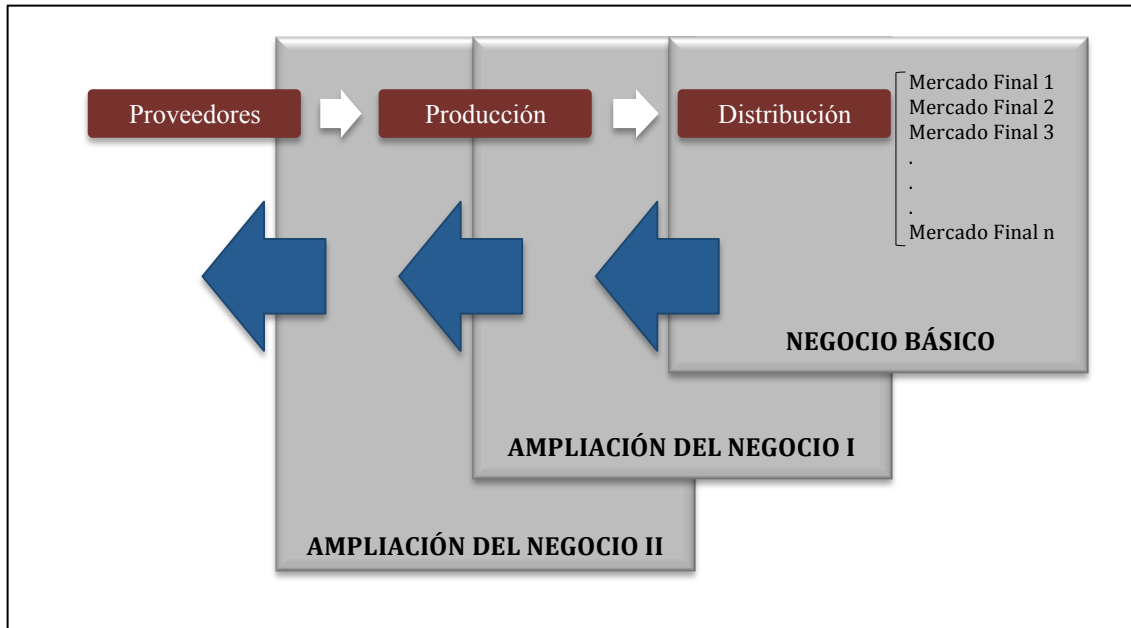 Proveedores
Producción
Distribución
Mercado Final 1
Mercado Final 2
Mercado Final 3
.
.
.
Mercado Final n
NEGOCIO BÁSICO
AMPLIACIÓN DEL NEGOCIO I
AMPLIACIÓN DEL NEGOCIO II